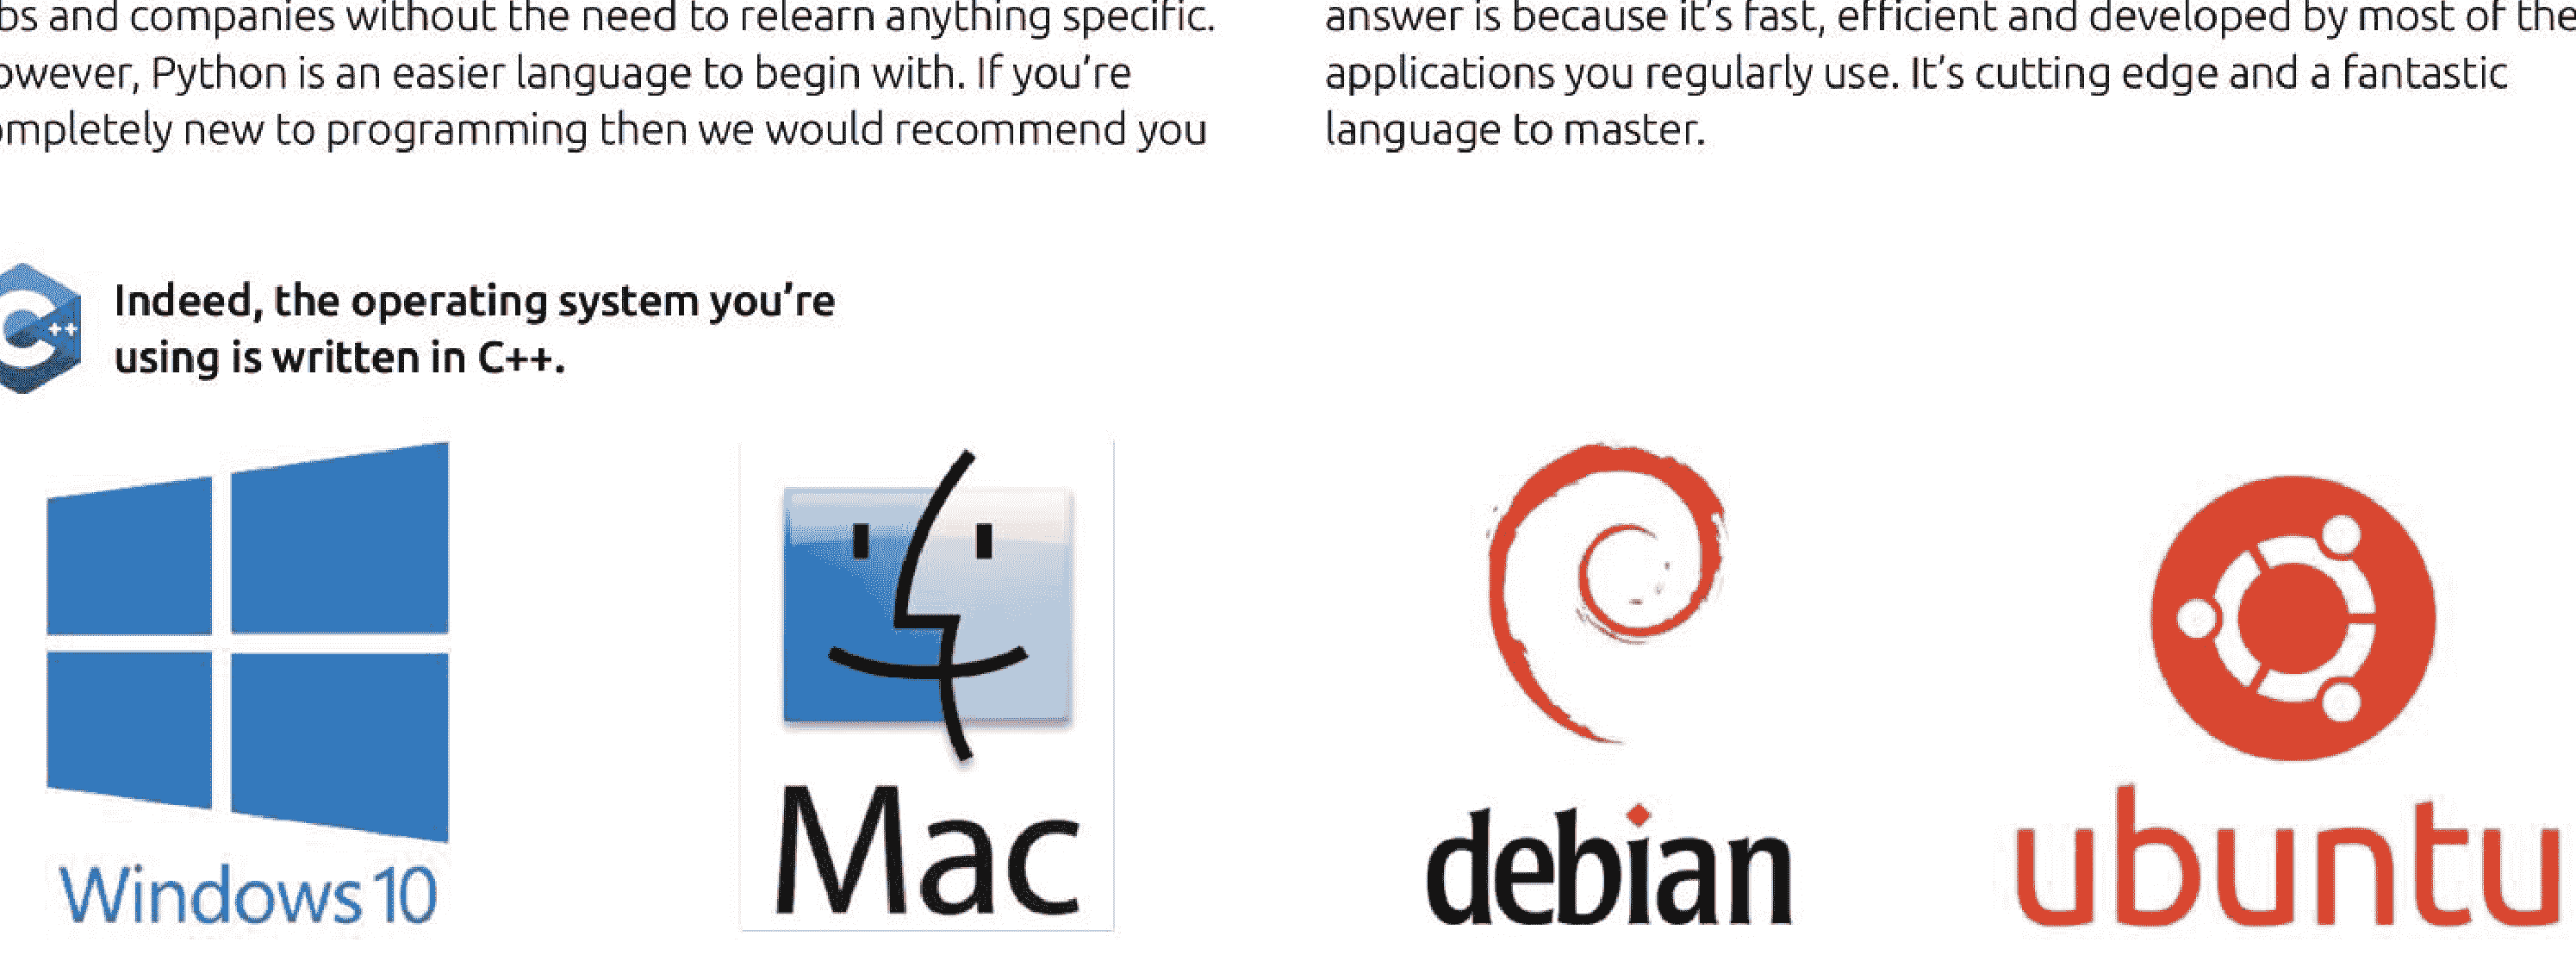 and companies without the need to relearn anything specific.
Python is an easier language to begin with. If you're
new to programming then we would recommend you
answer is because it's fast, efficient and developed by most of the
applications you regularly use. It's cutting edge and a fantastic
language to master.
C++
Indeed, the operating system you're
using is written in C++.
Windows 10
Mac
debian
ubuntu